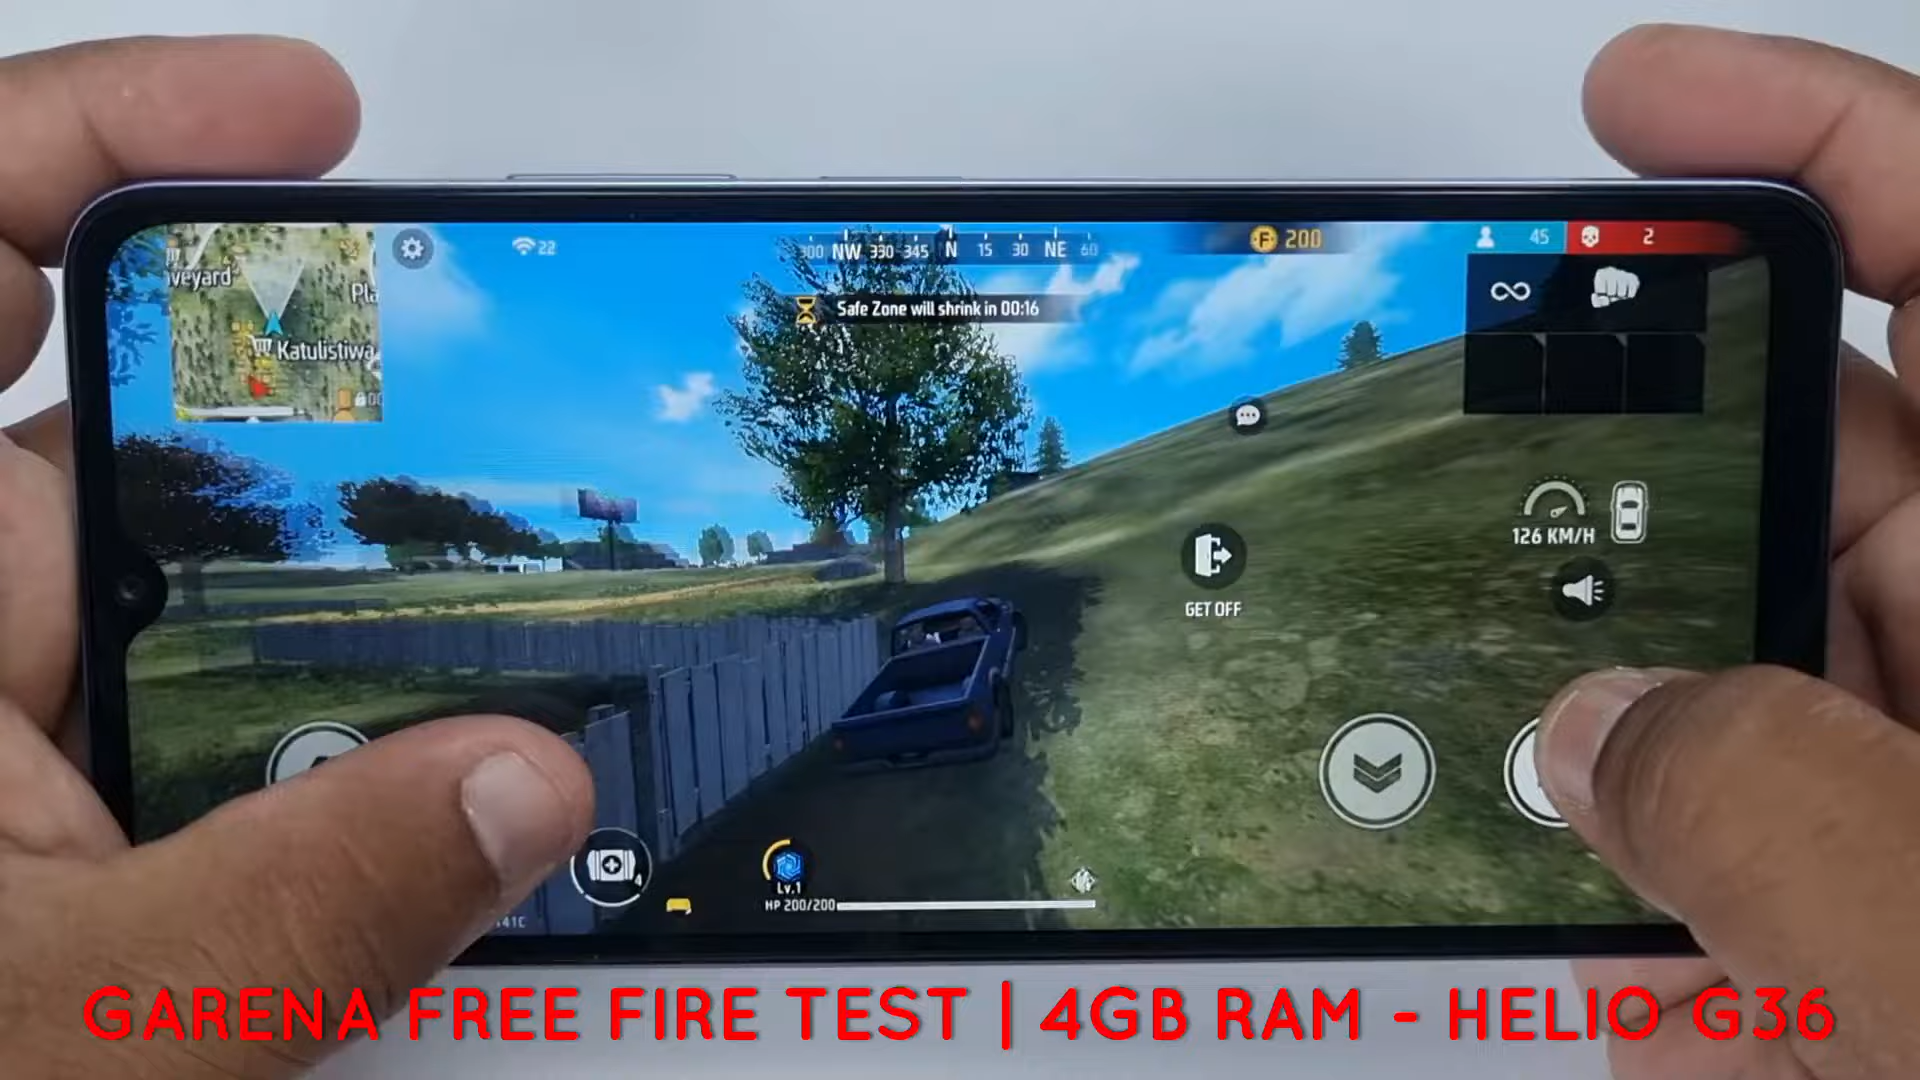 22
300 NW 330 345 N 15 30 NE 60
200
45
2
veyard
Pla
Safe Zone will shrink in 00:16
Katulistiwa
126 KM/H
GET OFF
4
Lv.1
HP 200/200
GARENA FREE FIRE TEST | 4GB RAM - HELIO G36